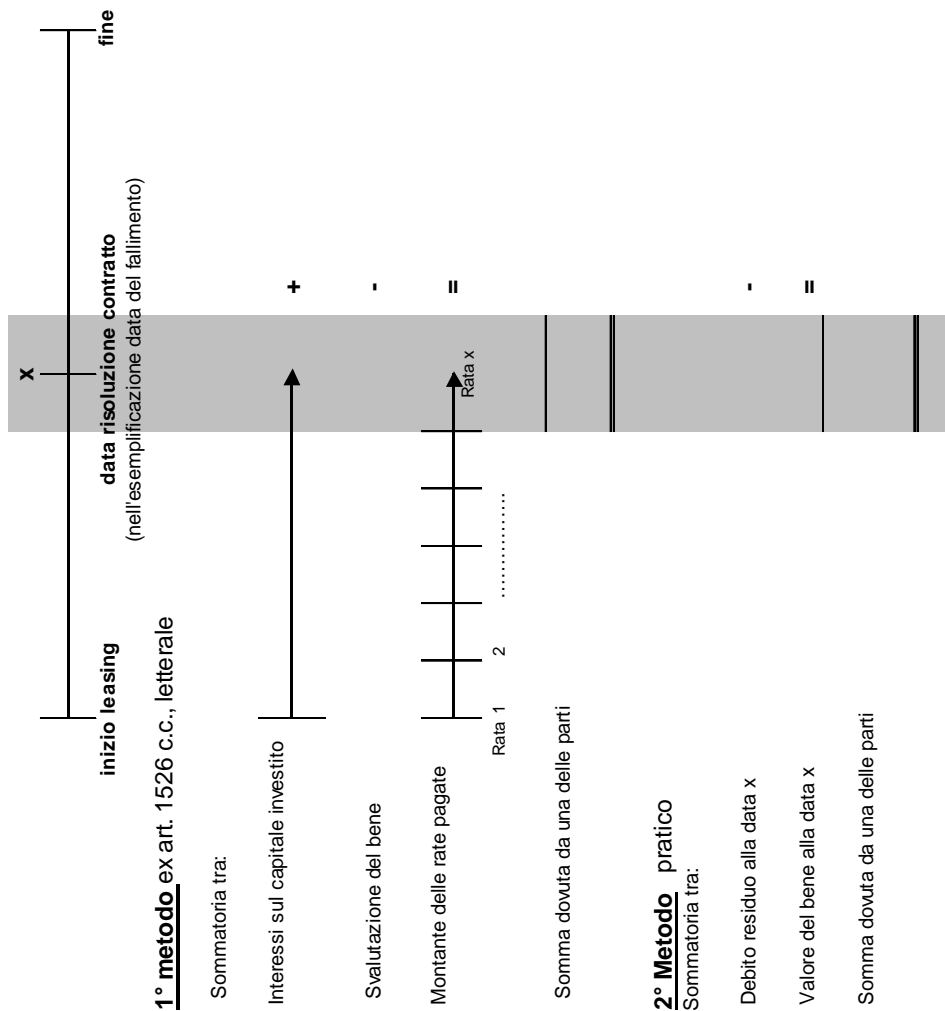 x
inizio leasing
data risoluzione contratto
fine
(nell'esemplificazione data del fallimento)
1° metodo ex art. 1526 c.c., letterale
Sommatoria tra:
Interessi sul capitale investito +
Svalutazione del bene -
Montante delle rate pagate =
Rata x
Rata 1 2 ..................
Somma dovuta da una delle parti
2° Metodo pratico
Sommatoria tra:
Debito residuo alla data x -
Valore del bene alla data x =
Somma dovuta da una delle parti